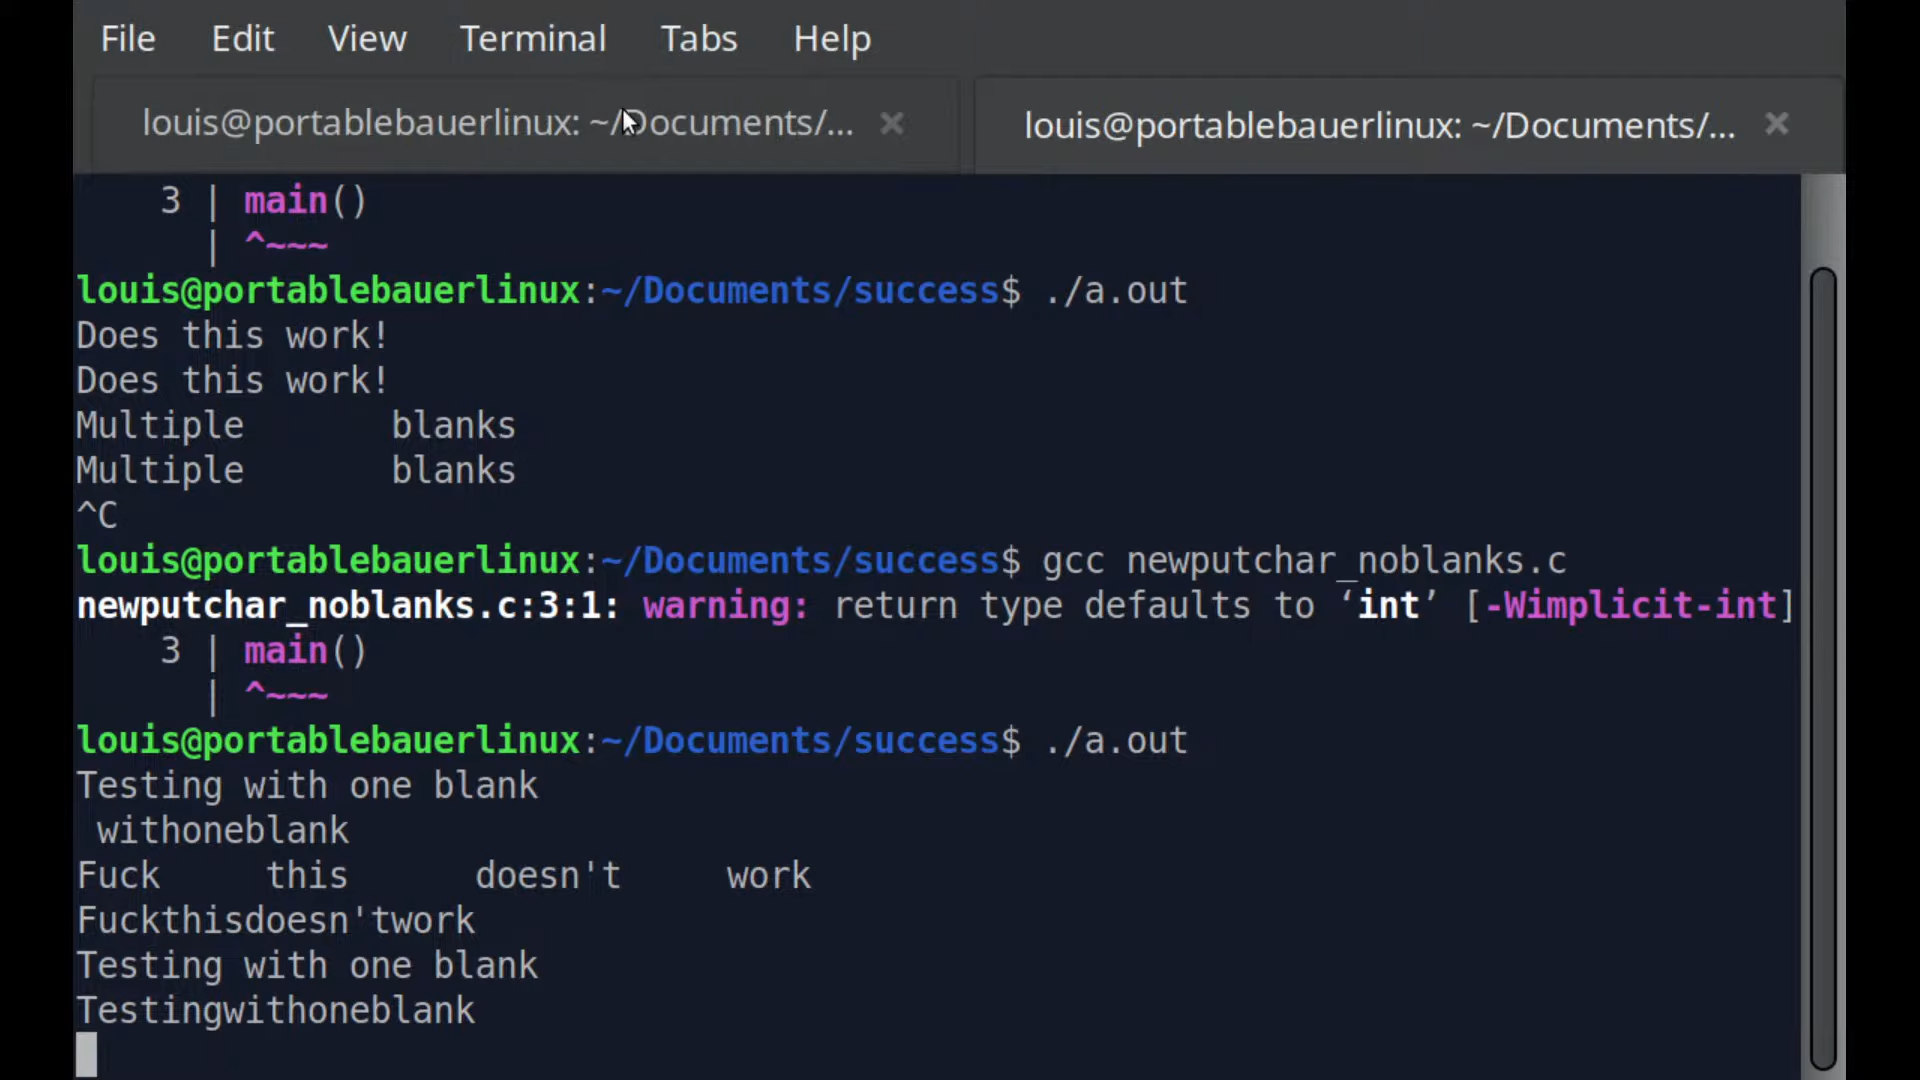 File Edit View Terminal Tabs Help
louis@portablebauerlinux: ~/Documents/... × louis@portablebauerlinux: ~/Documents/... ×
3 | main()
| ^~~~
louis@portablebauerlinux:~/Documents/success$ ./a.out
Does this work!
Does this work!
Multiple       blanks
Multiple       blanks
^C
louis@portablebauerlinux:~/Documents/success$ gcc newputchar_noblanks.c
newputchar_noblanks.c:3:1: warning: return type defaults to ‘int’ [-Wimplicit-int]
3 | main()
| ^~~~
louis@portablebauerlinux:~/Documents/success$ ./a.out
Testing with one blank
 withoneblank
Fuck     this      doesn't     work
Fuckthisdoesn'twork
Testing with one blank
Testingwithoneblank